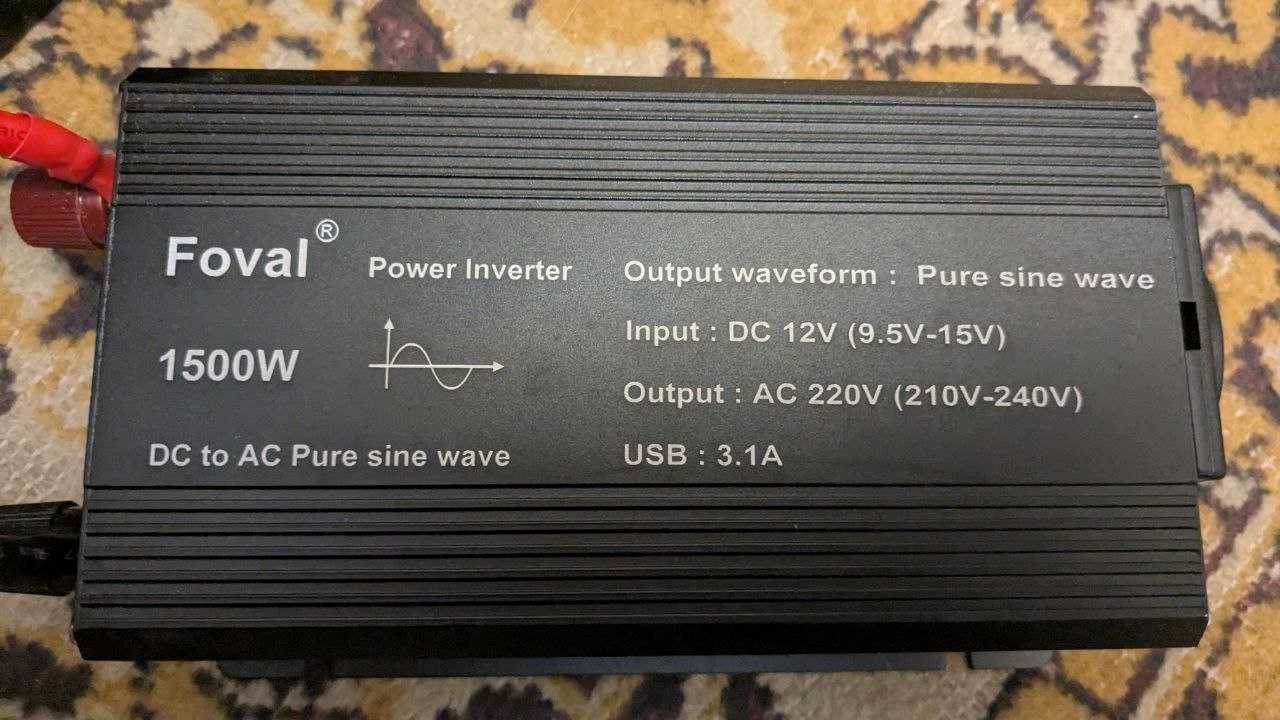 Foval®
Power Inverter
1500W
DC to AC Pure sine wave
Output waveform : Pure sine wave
Input : DC 12V (9.5V-15V)
Output : AC 220V (210V-240V)
USB : 3.1A